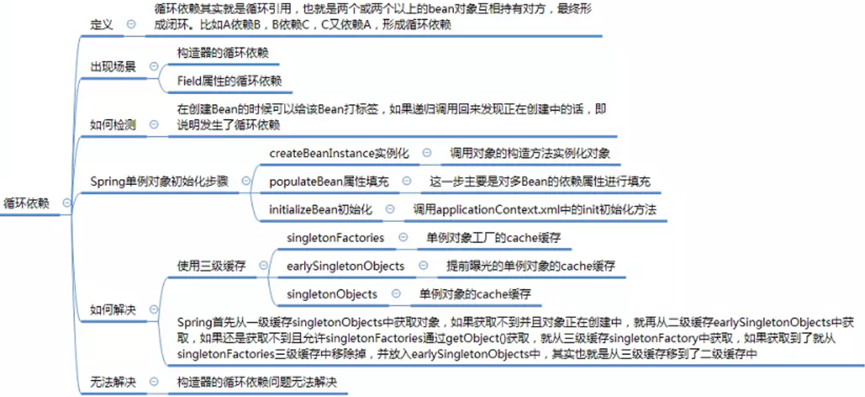 循环依赖其实就是循环引用，也就是两个或两个以上的bean对象互相持有对方，最终形
定义
成闭环。比如A依赖B，B依赖C，C又依赖A，形成循环依赖
构造器的循环依赖
出现场景
Field属性的循环依赖
在创建Bean的时候可以给该Bean打标签，如果递归调用回来发现正在创建中的话，即
如何检测
说明发生了循环依赖
createBeanInstance实例化
调用对象的构造方法实例化对象
Spring单例对象初始化步骤
populateBean属性填充
这一步主要是对多Bean的依赖属性进行填充
initializeBean初始化
调用applicationContext.xml中的init初始化方法
循环依赖
singletonFactories
单例对象工厂的cache缓存
使用三级缓存
earlySingletonObjects
提前曝光的单例对象的cache缓存
singletonObjects
单例对象的cache缓存
如何解决
Spring首先从一级缓存singletonObjects中获取对象，如果获取不到并且对象正在创建中，就再从二级缓存earlySingletonObjects中获
取，如果还是获取不到且允许singletonFactories通过getObject()获取，就从三级缓存singletonFactory中获取，如果获取到了就从
singletonFactories三级缓存中移除掉，并放入earlySingletonObjects中，其实也就是从三级缓存移到了二级缓存中
无法解决
构造器的循环依赖问题无法解决